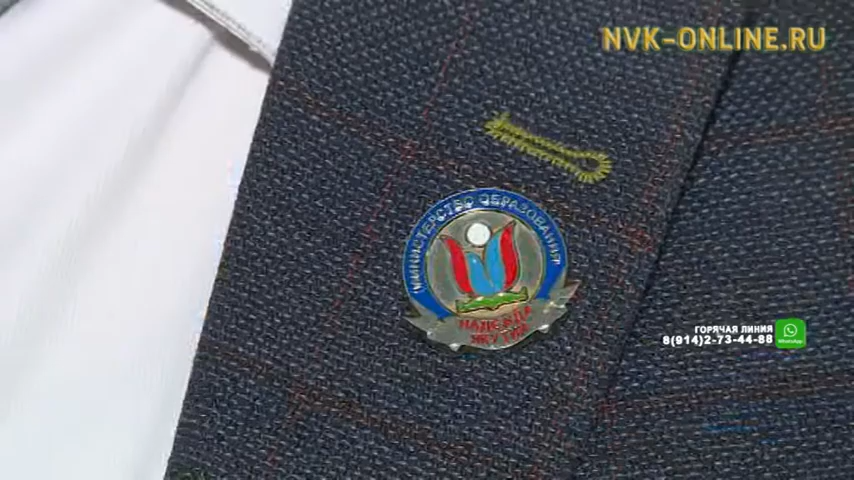 NVK-ONLINE.RU
МИНИСТЕРСТВО ОБРАЗОВАНИЯ
НАДЕЖДА
ЯКУТИИ
ГОРЯЧАЯ ЛИНИЯ
8(914)2-73-44-88
WhatsApp